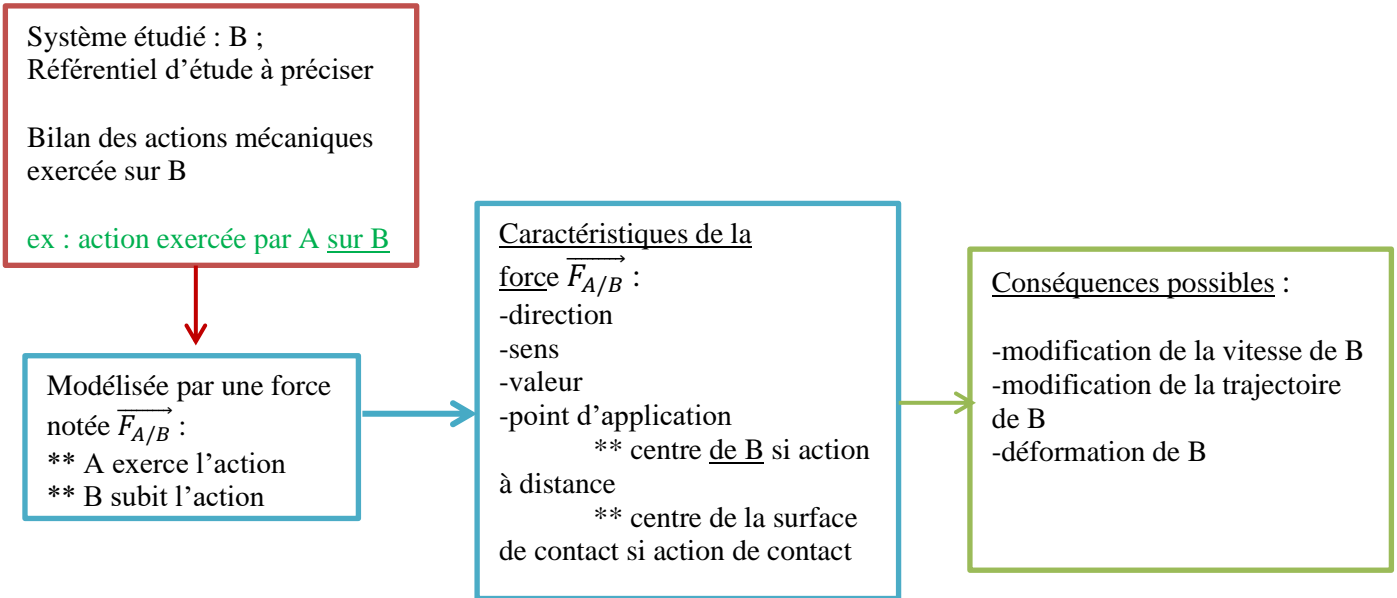 Système étudié : B ;
Référentiel d’étude à préciser
Bilan des actions mécaniques
exercée sur B
ex : action exercée par A sur B
Modélisée par une force
notée $\overrightarrow{F_{A/B}}$ :
** A exerce l’action
** B subit l’action
Caractéristiques de la
force $\overrightarrow{F_{A/B}}$ :
-direction
-sens
-valeur
-point d’application
** centre de B si action
à distance
** centre de la surface
de contact si action de contact
Conséquences possibles :
-modification de la vitesse de B
-modification de la trajectoire
de B
-déformation de B